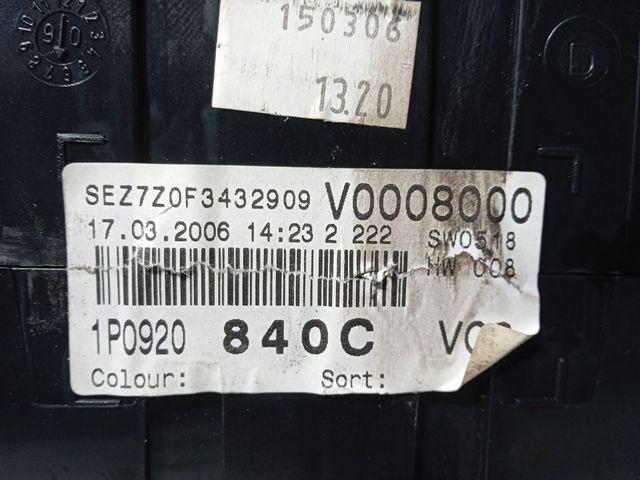 150306
13.20
D
SEZ7Z0F3432909 V0008000
17.03.2006 14:23 2 222 SW0518
HW 008
1P0920 840C
Colour: Sort: